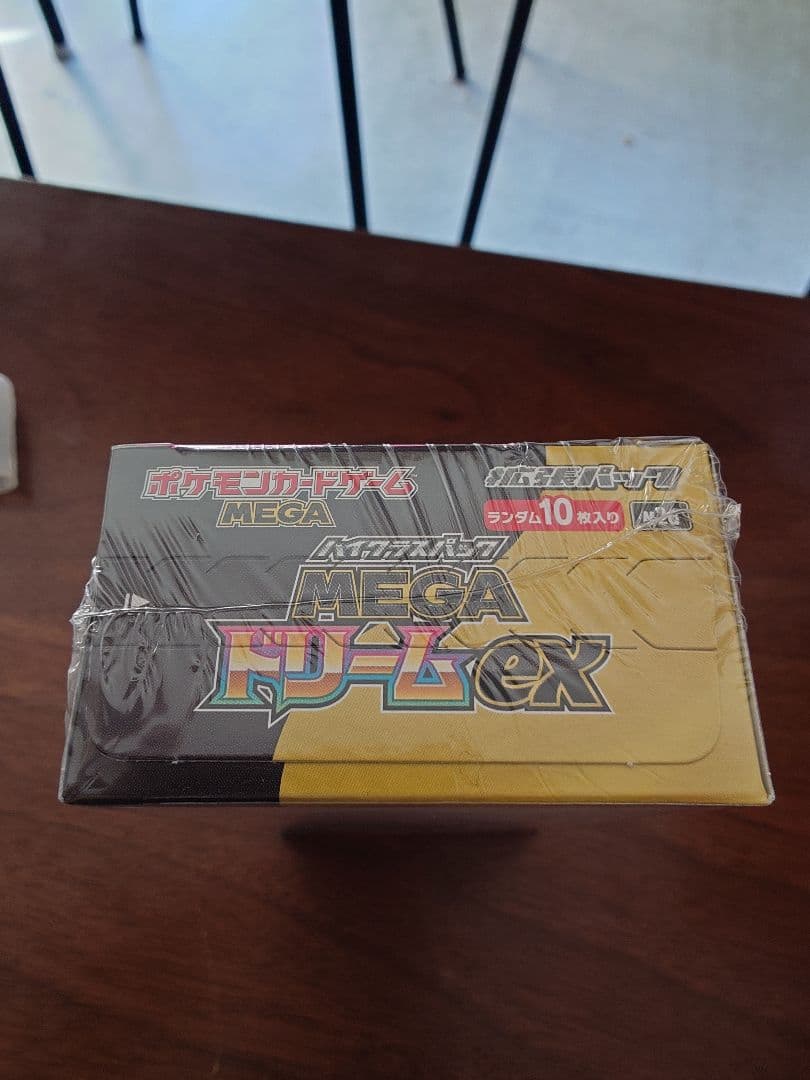 ポケモンカードゲーム
MEGA
拡張パック
ランダム10枚入り
ハイクラスパック
MEGA
ドリームex